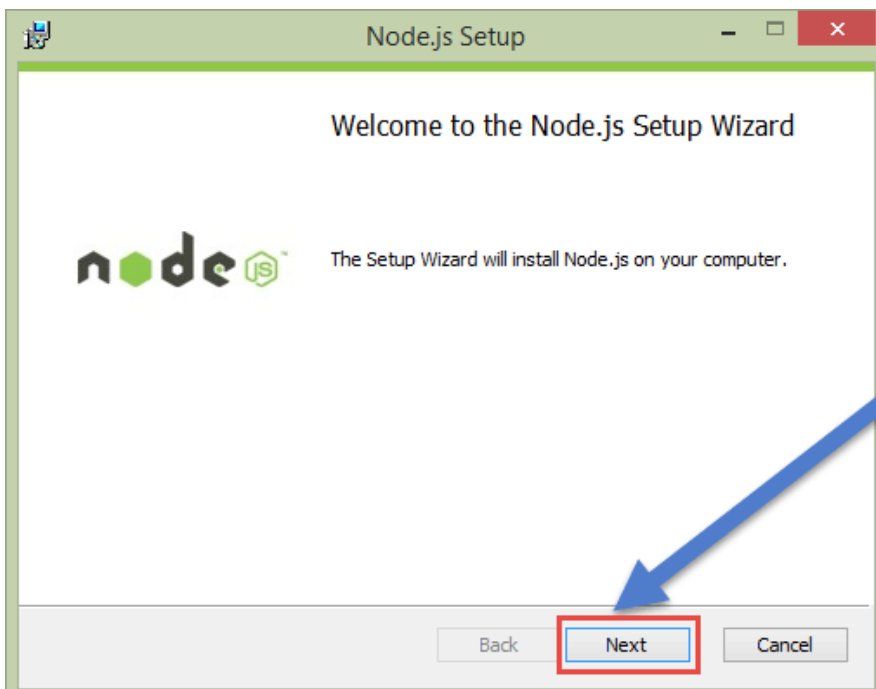 Node.js Setup
Welcome to the Node.js Setup Wizard
node JS™
The Setup Wizard will install Node.js on your computer.
Back Next Cancel